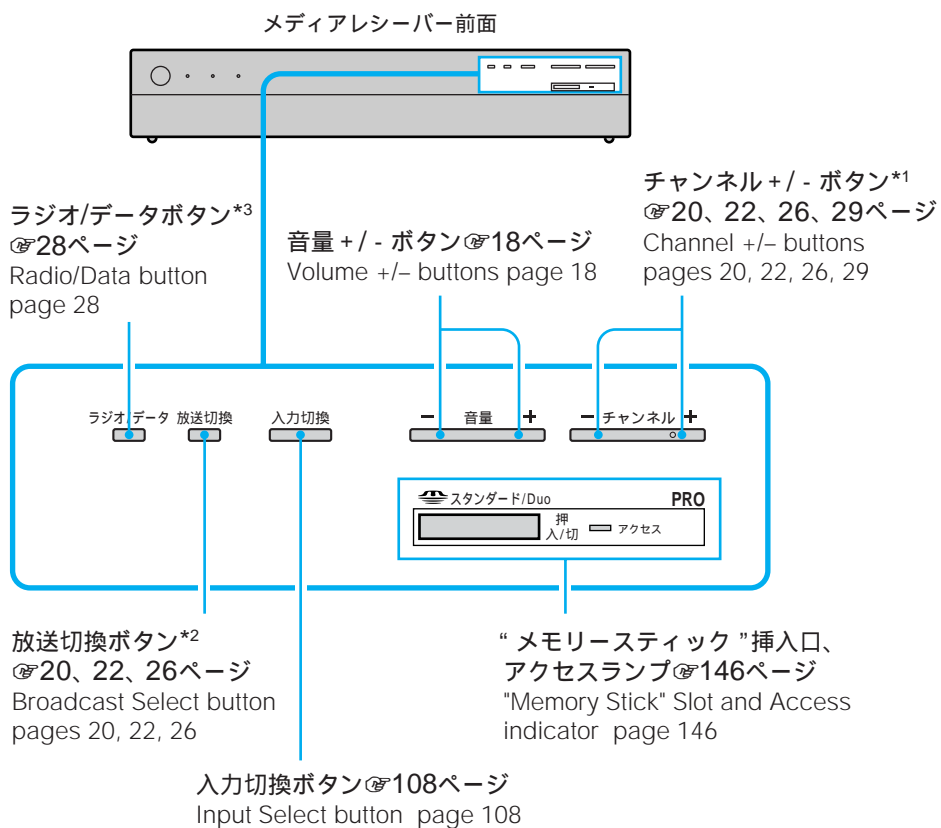 メディアレシーバー前面
チャンネル + / - ボタン*1
☞20、22、26、29ページ
Channel +/– buttons
pages 20, 22, 26, 29
ラジオ/データボタン*3
☞28ページ
Radio/Data button
page 28
音量 + / - ボタン☞18ページ
Volume +/– buttons page 18
ラジオ/データ 放送切換 入力切換 – 音量 + – チャンネル +
スタンダード/Duo PRO
押
入/切 アクセス
放送切換ボタン*2
☞20、22、26ページ
Broadcast Select button
pages 20, 22, 26
“ メモリースティック ”挿入口、
アクセスランプ☞146ページ
"Memory Stick" Slot and Access
indicator page 146
入力切換ボタン☞108ページ
Input Select button page 108